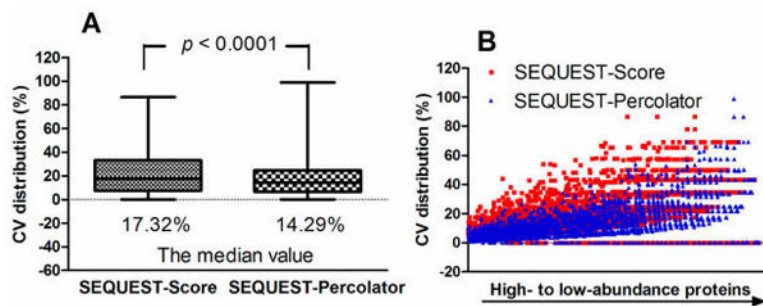 A
p < 0.0001
CV distribution (%)
120
100
80
60
40
20
0
-20
-40
-60
17.32%
14.29%
The median value
SEQUEST-Score
SEQUEST-Percolator
B
SEQUEST-Score
SEQUEST-Percolator
CV distribution (%)
120
100
80
60
40
20
0
-20
High- to low-abundance proteins